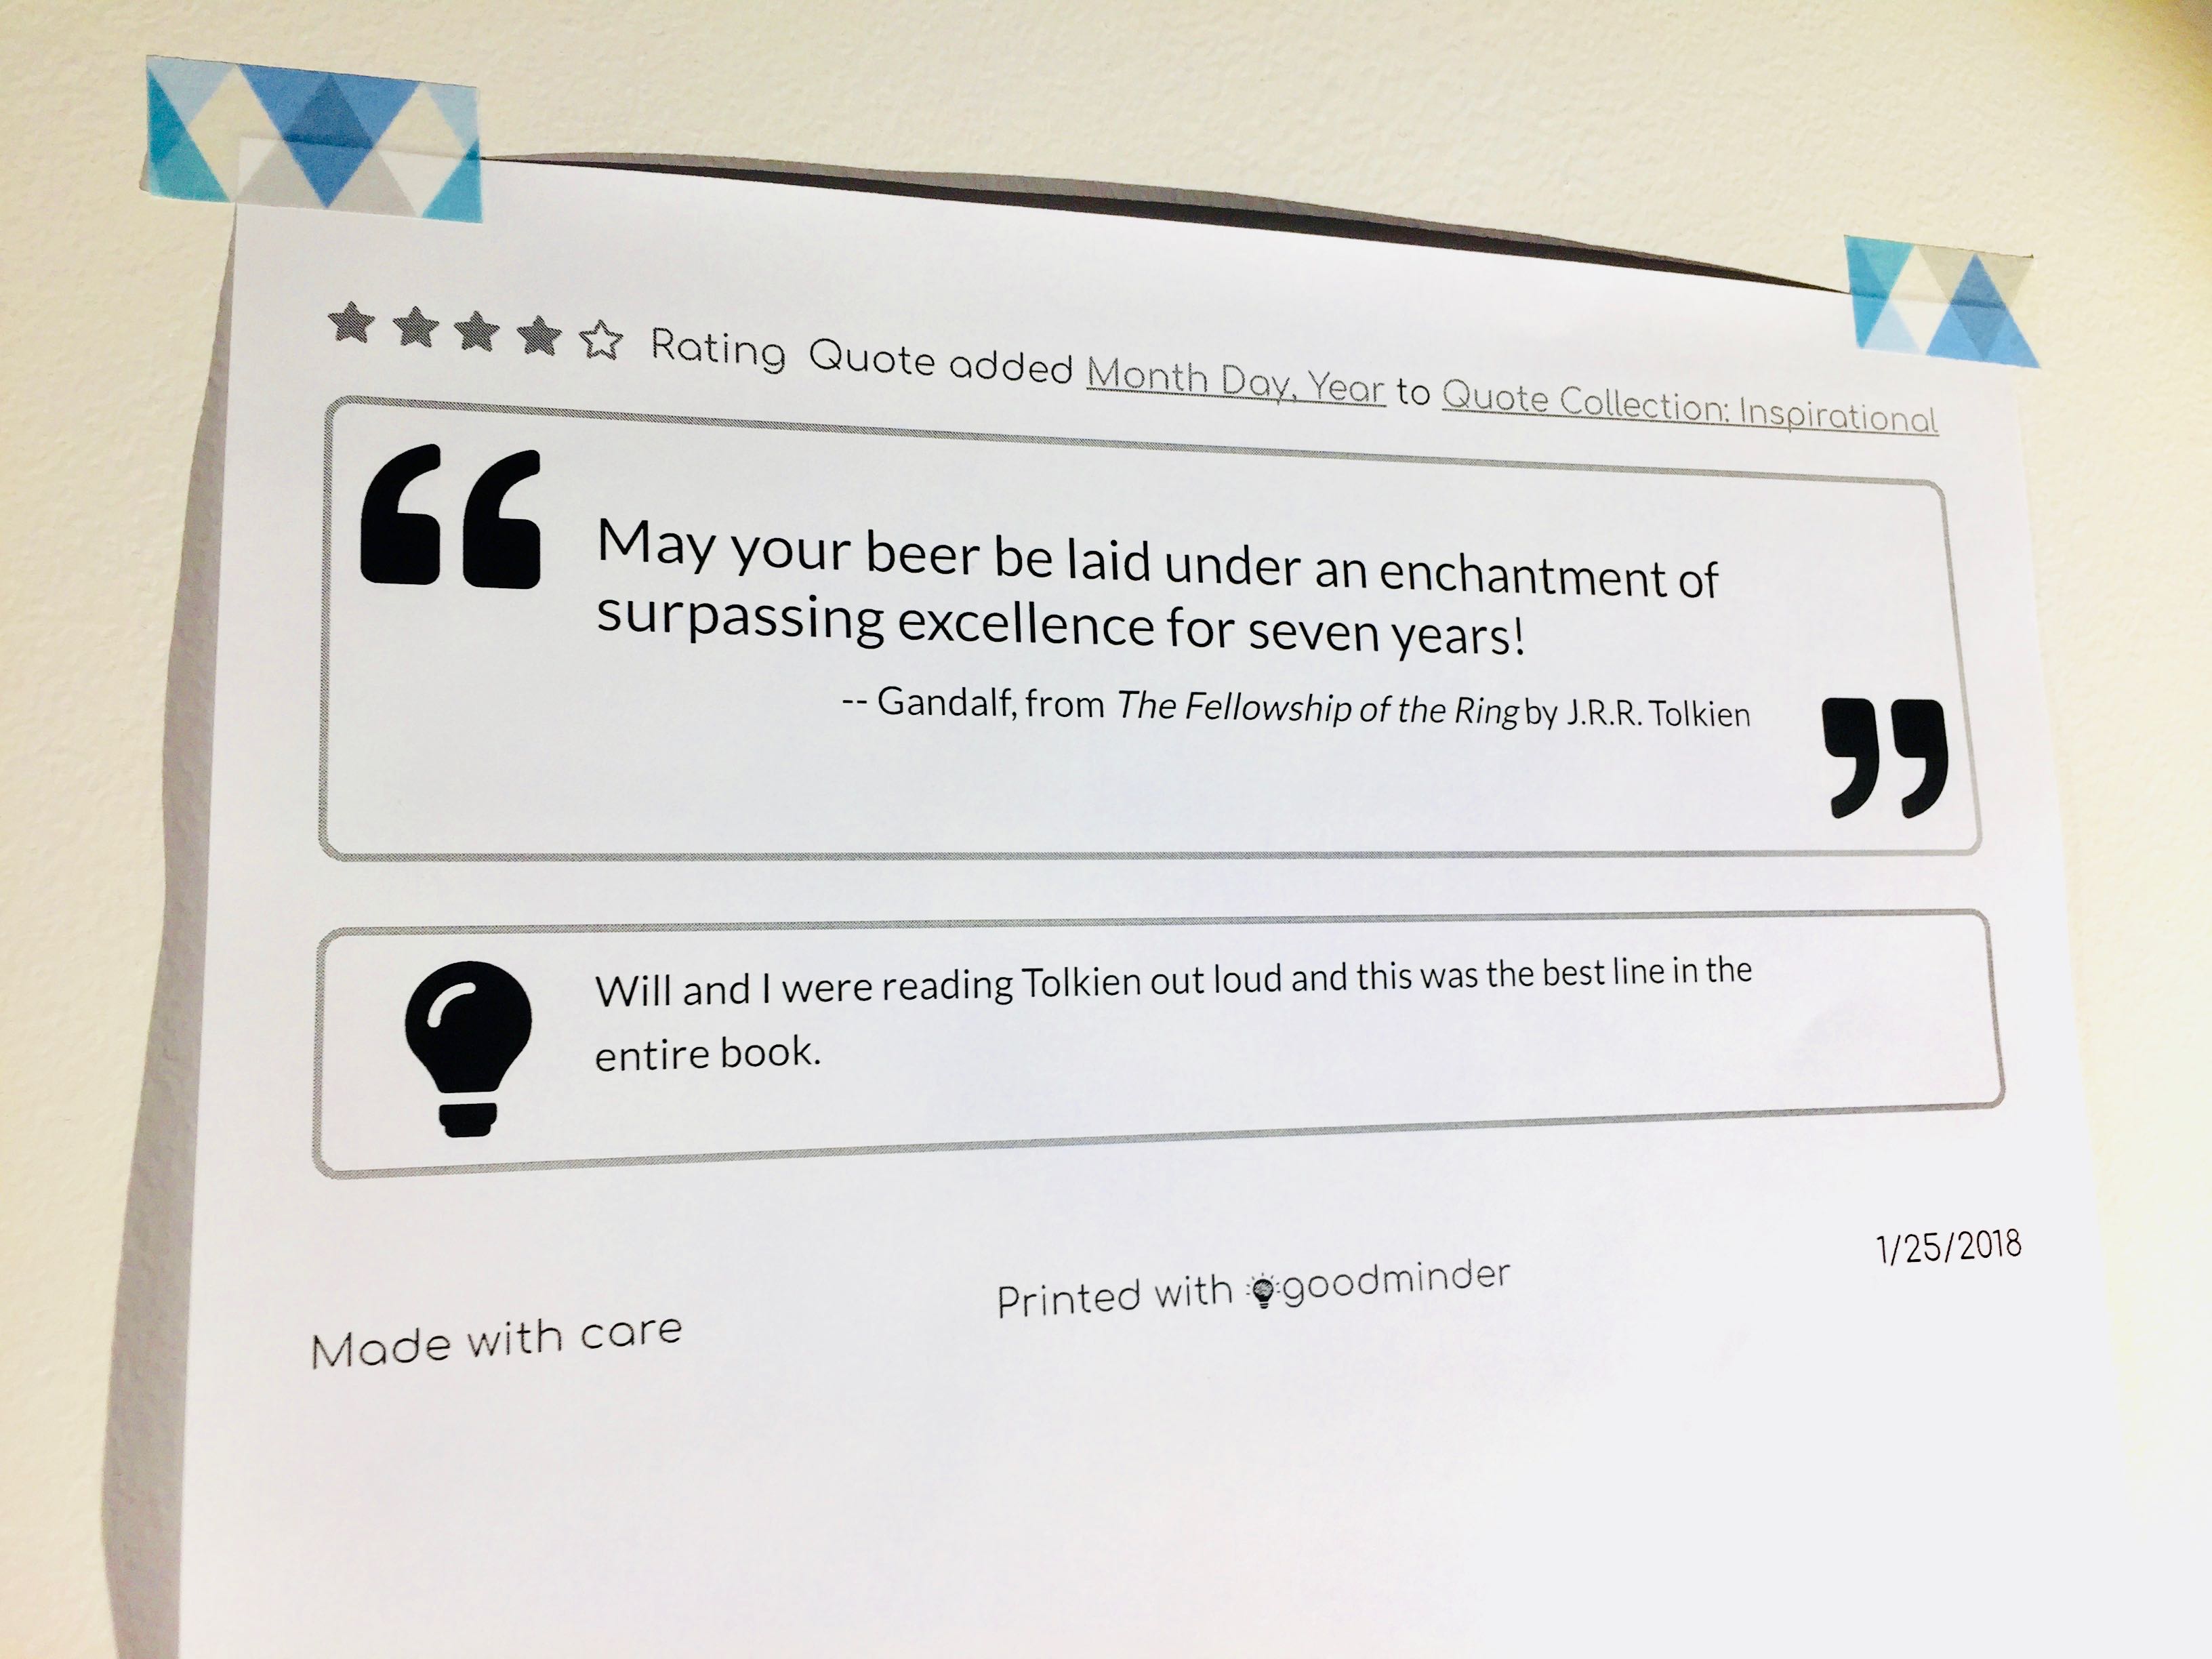 Rating Quote added Month Day, Year to Quote Collection: Inspirational
May your beer be laid under an enchantment of
surpassing excellence for seven years!
-- Gandalf, from The Fellowship of the Ring by J.R.R. Tolkien
Will and I were reading Tolkien out loud and this was the best line in the
entire book.
Made with care
Printed with goodminder
1/25/2018